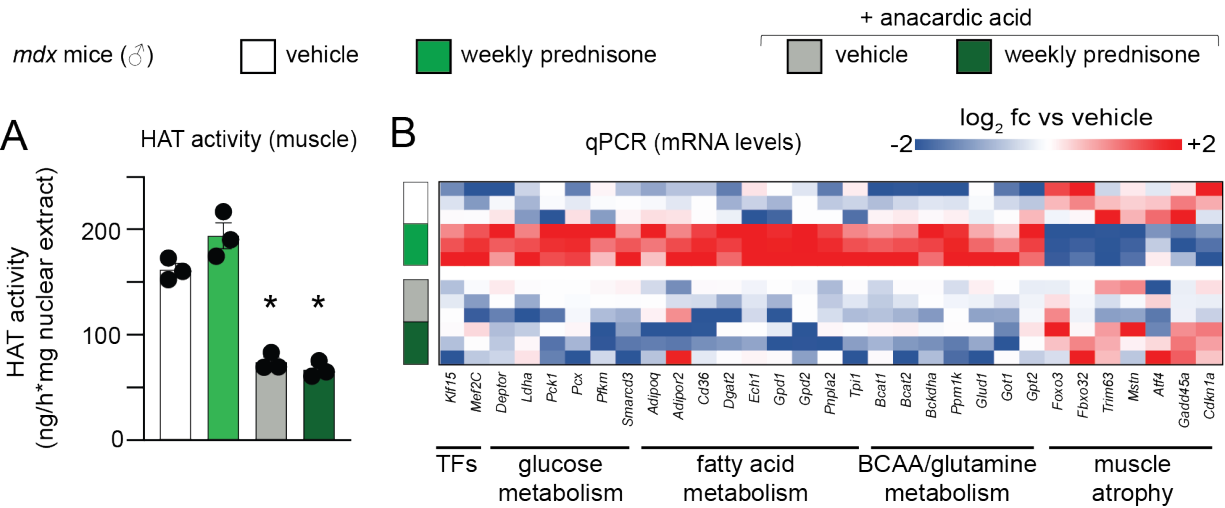 + anacardic acid
mdx mice (♂) vehicle weekly prednisone vehicle weekly prednisone
A
HAT activity (muscle)
HAT activity
(ng/h*mg nuclear extract)
200
100
0
* *
B
qPCR (mRNA levels)
log2 fc vs vehicle
-2 +2
Klf15 Mef2C Deptor Ldha Pck1 Pcx Pfkm Smarcd3 Adipoq Adipor2 Cd36 Dgat2 Ech1 Gpd1 Gpd2 Pnpla2 Tpi1 Bcat1 Bcat2 Bckdha Ppm1k Glud1 Got1 Gpt2 Foxo3 Fbxo32 Trim63 Mstn Atf4 Gadd45a Cdkn1a
TFs glucose fatty acid BCAA/glutamine muscle
metabolism metabolism metabolism atrophy